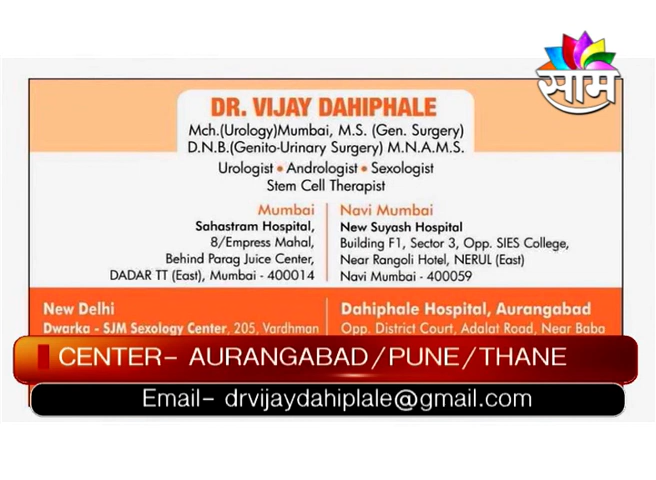 साम
DR. VIJAY DAHIPHALE
Mch.(Urology)Mumbai, M.S. (Gen. Surgery)
D.N.B.(Genito-Urinary Surgery) M.N.A.M.S.
Urologist • Andrologist • Sexologist
Stem Cell Therapist
Mumbai
Sahastram Hospital,
8/Empress Mahal,
Behind Parag Juice Center,
DADAR TT (East), Mumbai - 400014
Navi Mumbai
New Suyash Hospital
Building F1, Sector 3, Opp. SIES College,
Near Rangoli Hotel, NERUL (East)
Navi Mumbai - 400059
New Delhi
Dwarka - SJM Sexology Center, 205, Vardhman
Dahiphale Hospital, Aurangabad
Opp. District Court, Adalat Road, Near Baba
CENTER- AURANGABAD/PUNE/THANE
Email- drvijaydahiplale@gmail.com